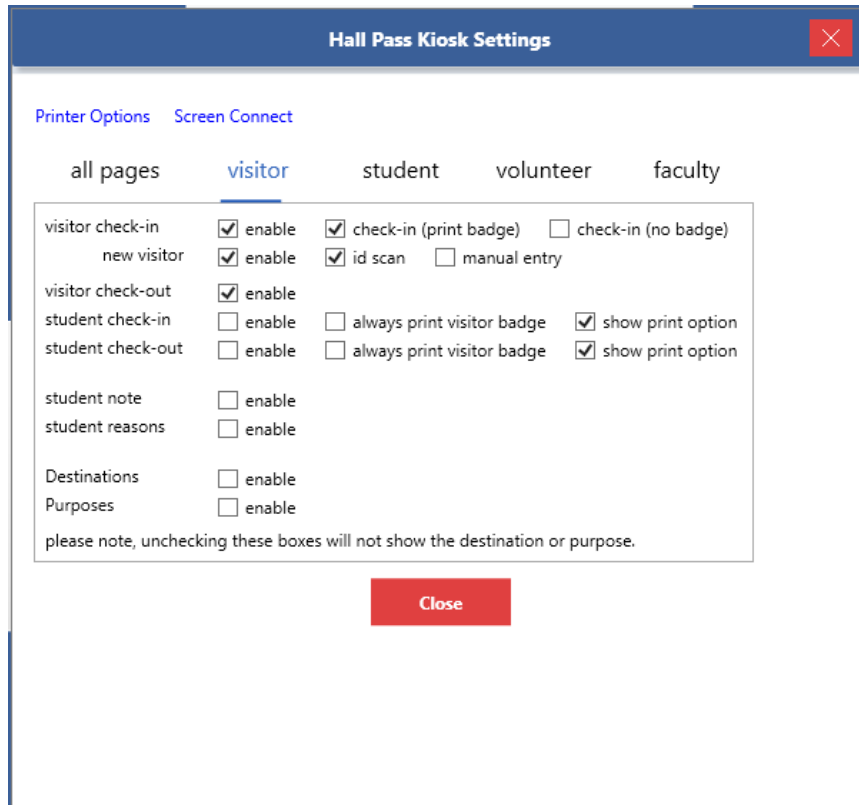 Hall Pass Kiosk Settings
Printer Options Screen Connect
all pages visitor student volunteer faculty
visitor check-in enable check-in (print badge) check-in (no badge)
new visitor enable id scan manual entry
visitor check-out enable
student check-in enable always print visitor badge show print option
student check-out enable always print visitor badge show print option
student note enable
student reasons enable
Destinations enable
Purposes enable
please note, unchecking these boxes will not show the destination or purpose.
Close